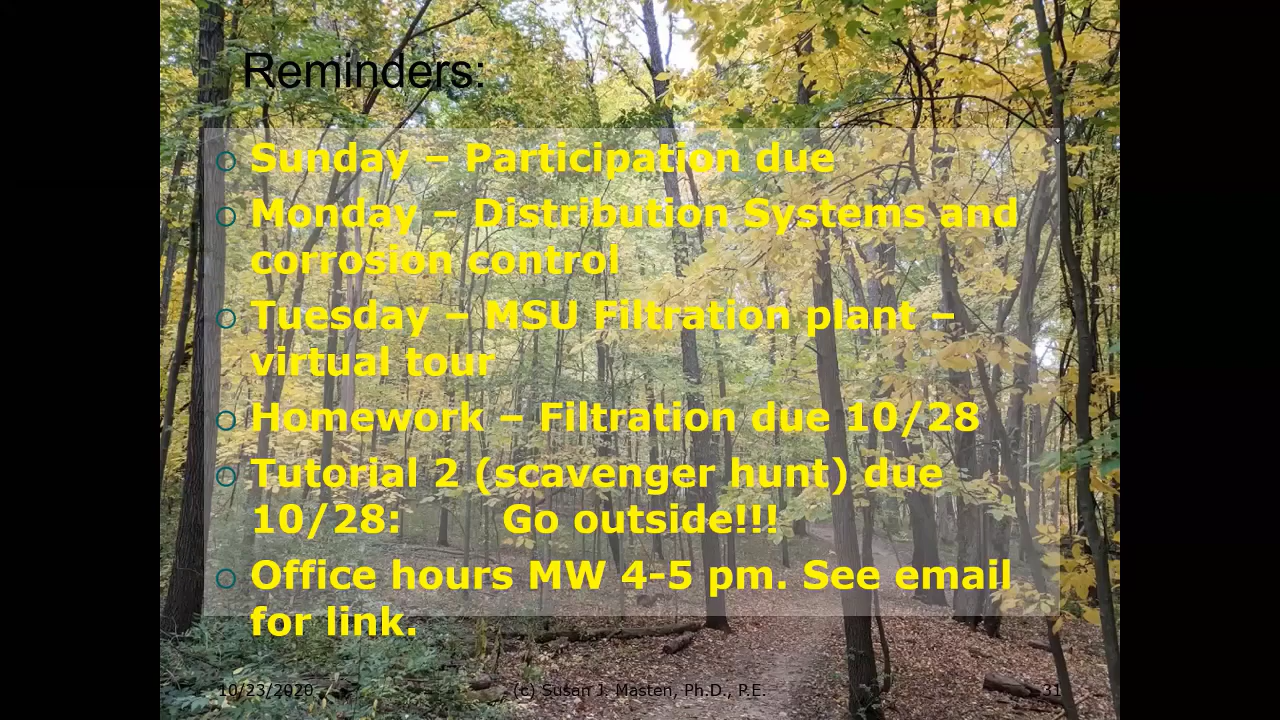 Reminders:
Sunday – Participation due
Monday – Distribution Systems and
corrosion control
Tuesday – MSU Filtration plant –
virtual tour
Homework – Filtration due 10/28
Tutorial 2 (scavenger hunt) due
10/28: Go outside!!!
Office hours MW 4-5 pm. See email
for link.
10/23/2020 (c) Susan J. Masten, Ph.D., P.E. 31